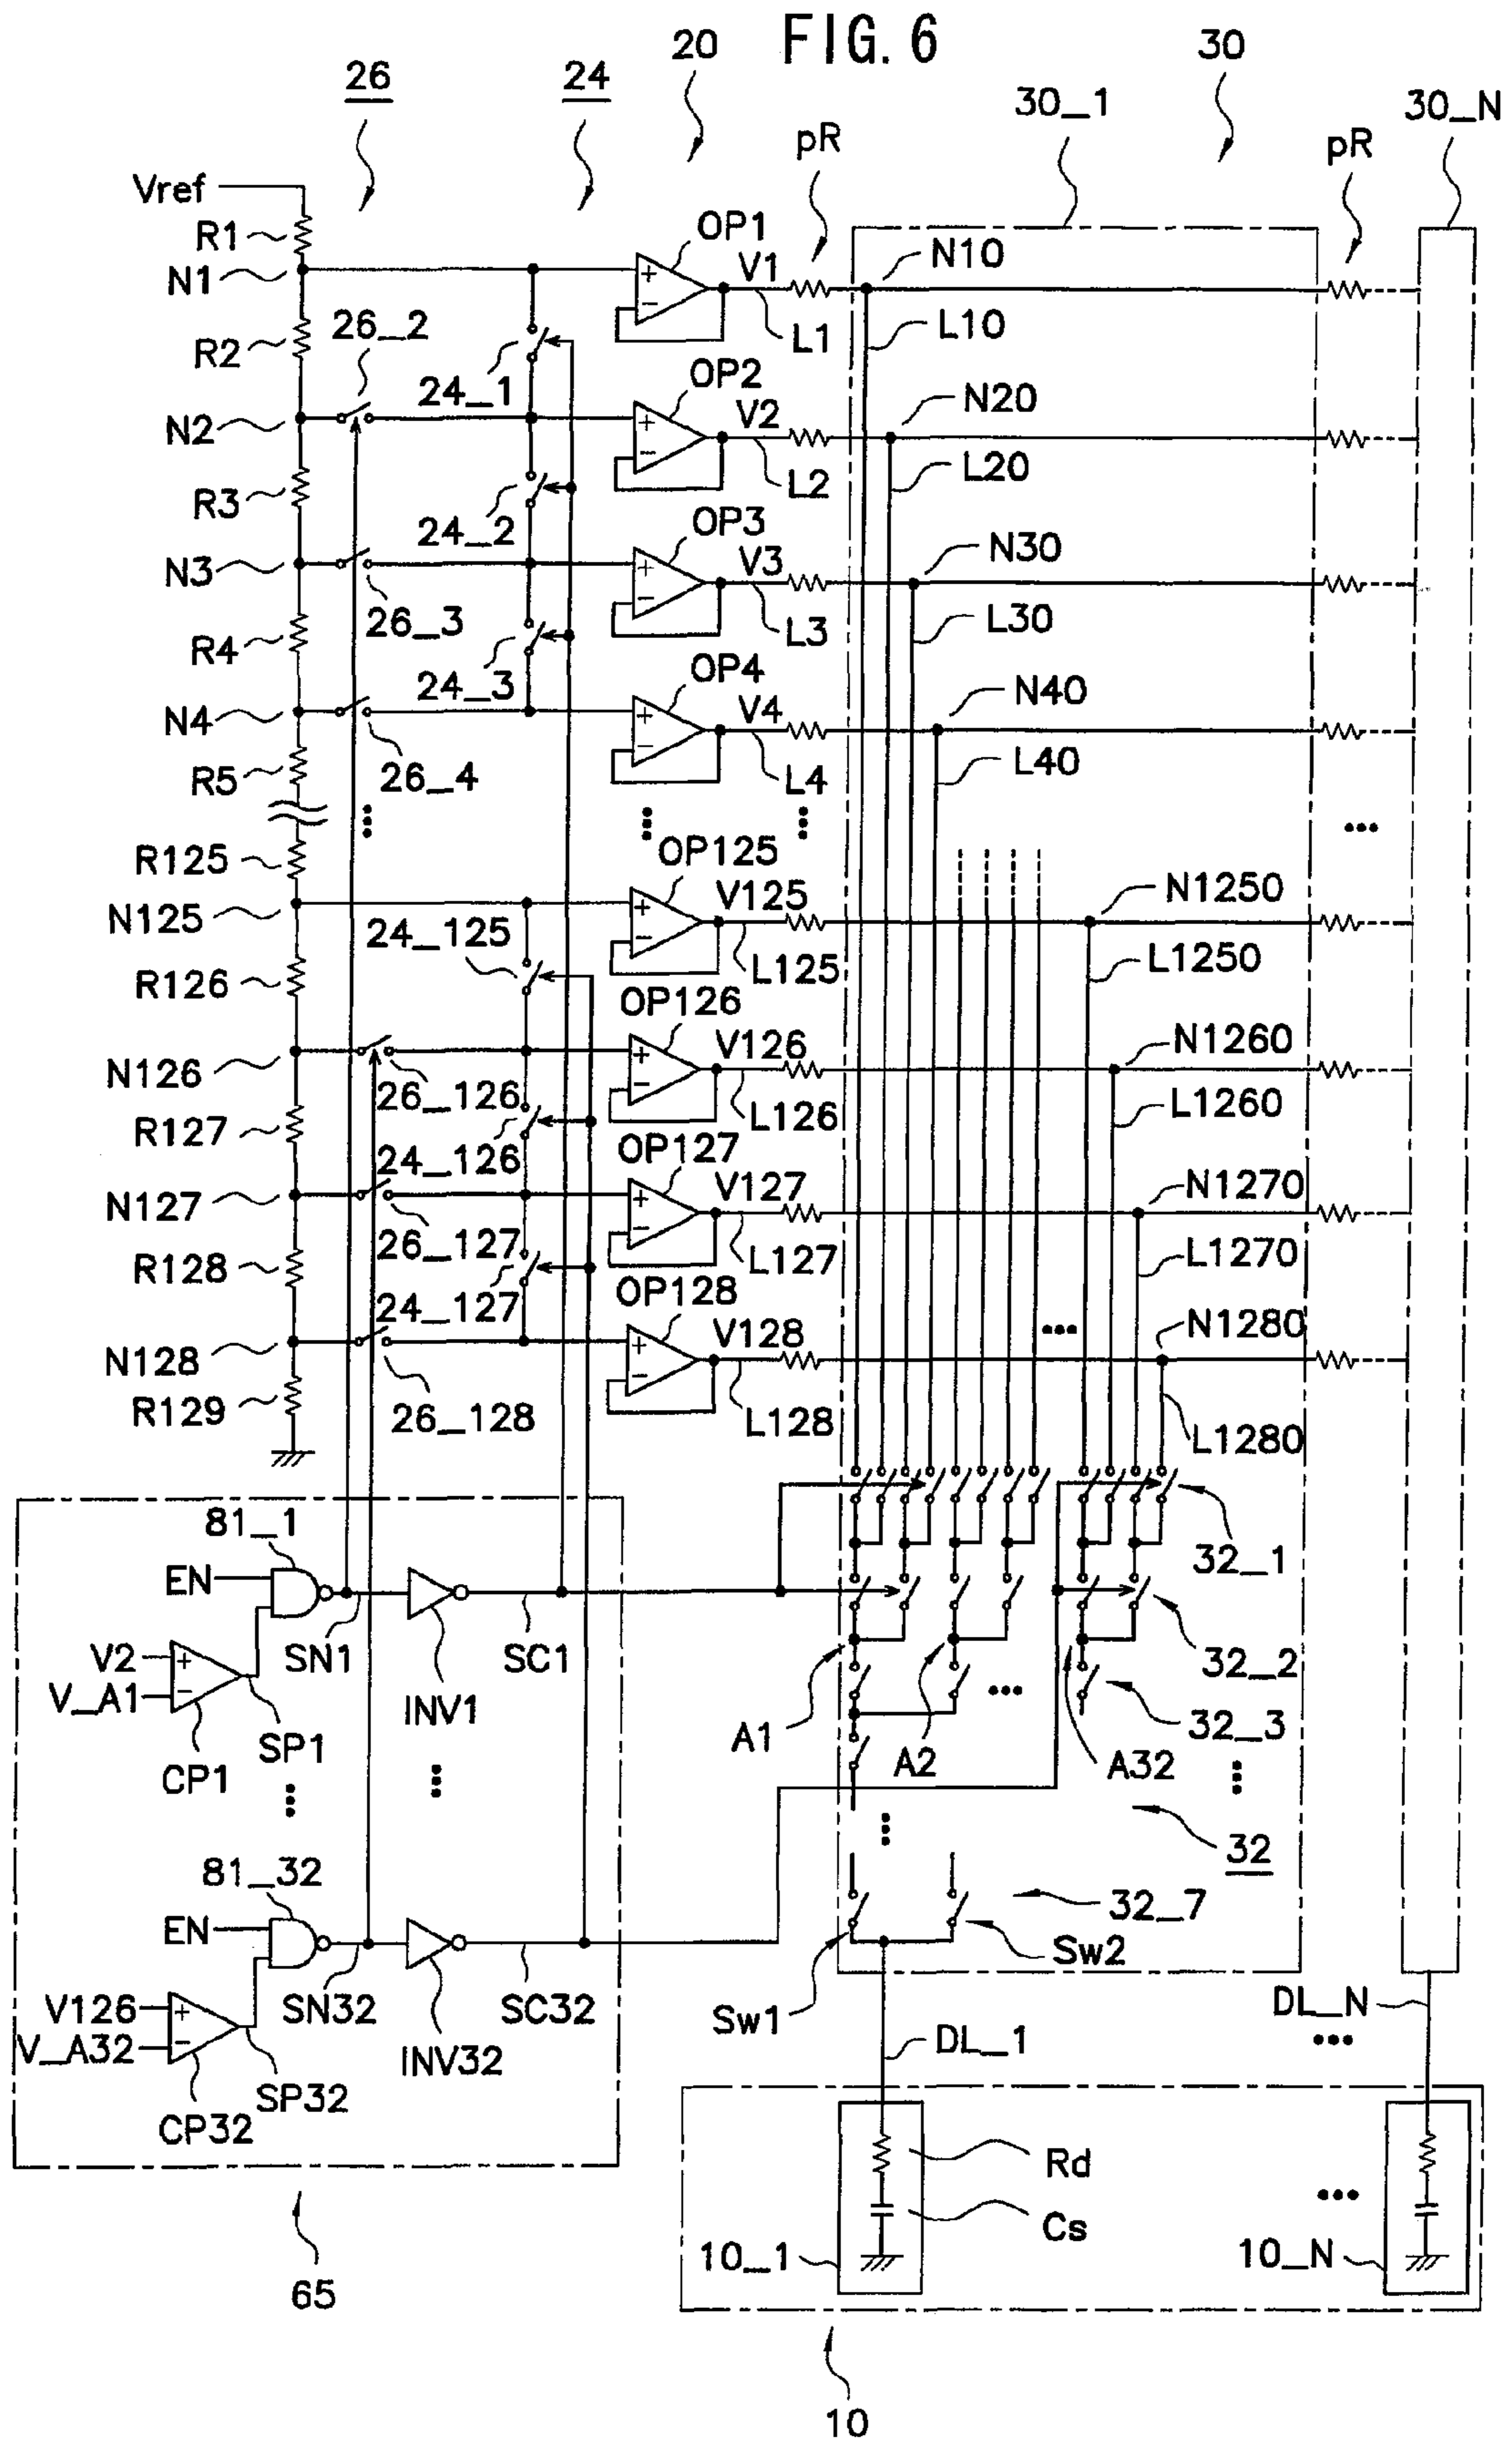 FIG. 6
26
24
20
30
30_1
30_N
pR
pR
Vref
R1
N1
OP1
V1
L1
N10
L10
R2
26_2
24_1
OP2
V2
L2
N20
L20
N2
R3
24_2
OP3
V3
L3
N30
L30
N3
26_3
R4
24_3
OP4
V4
L4
N40
L40
N4
26_4
R5
R125
OP125
V125
L125
N1250
L1250
N125
24_125
R126
OP126
V126
L126
N1260
L1260
N126
26_126
R127
24_126
OP127
V127
L127
N1270
L1270
N127
26_127
R128
24_127
OP128
V128
L128
N1280
L1280
N128
R129
26_128
81_1
EN
V2
V_A1
SN1
SC1
INV1
SP1
CP1
32_1
32_2
32_3
A1
A2
A32
32
81_32
EN
V126
V_A32
SN32
SC32
INV32
SP32
CP32
32_7
Sw1
Sw2
DL_1
DL_N
Rd
Cs
10_1
10_N
65
10
+
−
+
−
+
−
+
−
+
−
+
−
+
−
+
−
+
−
+
−